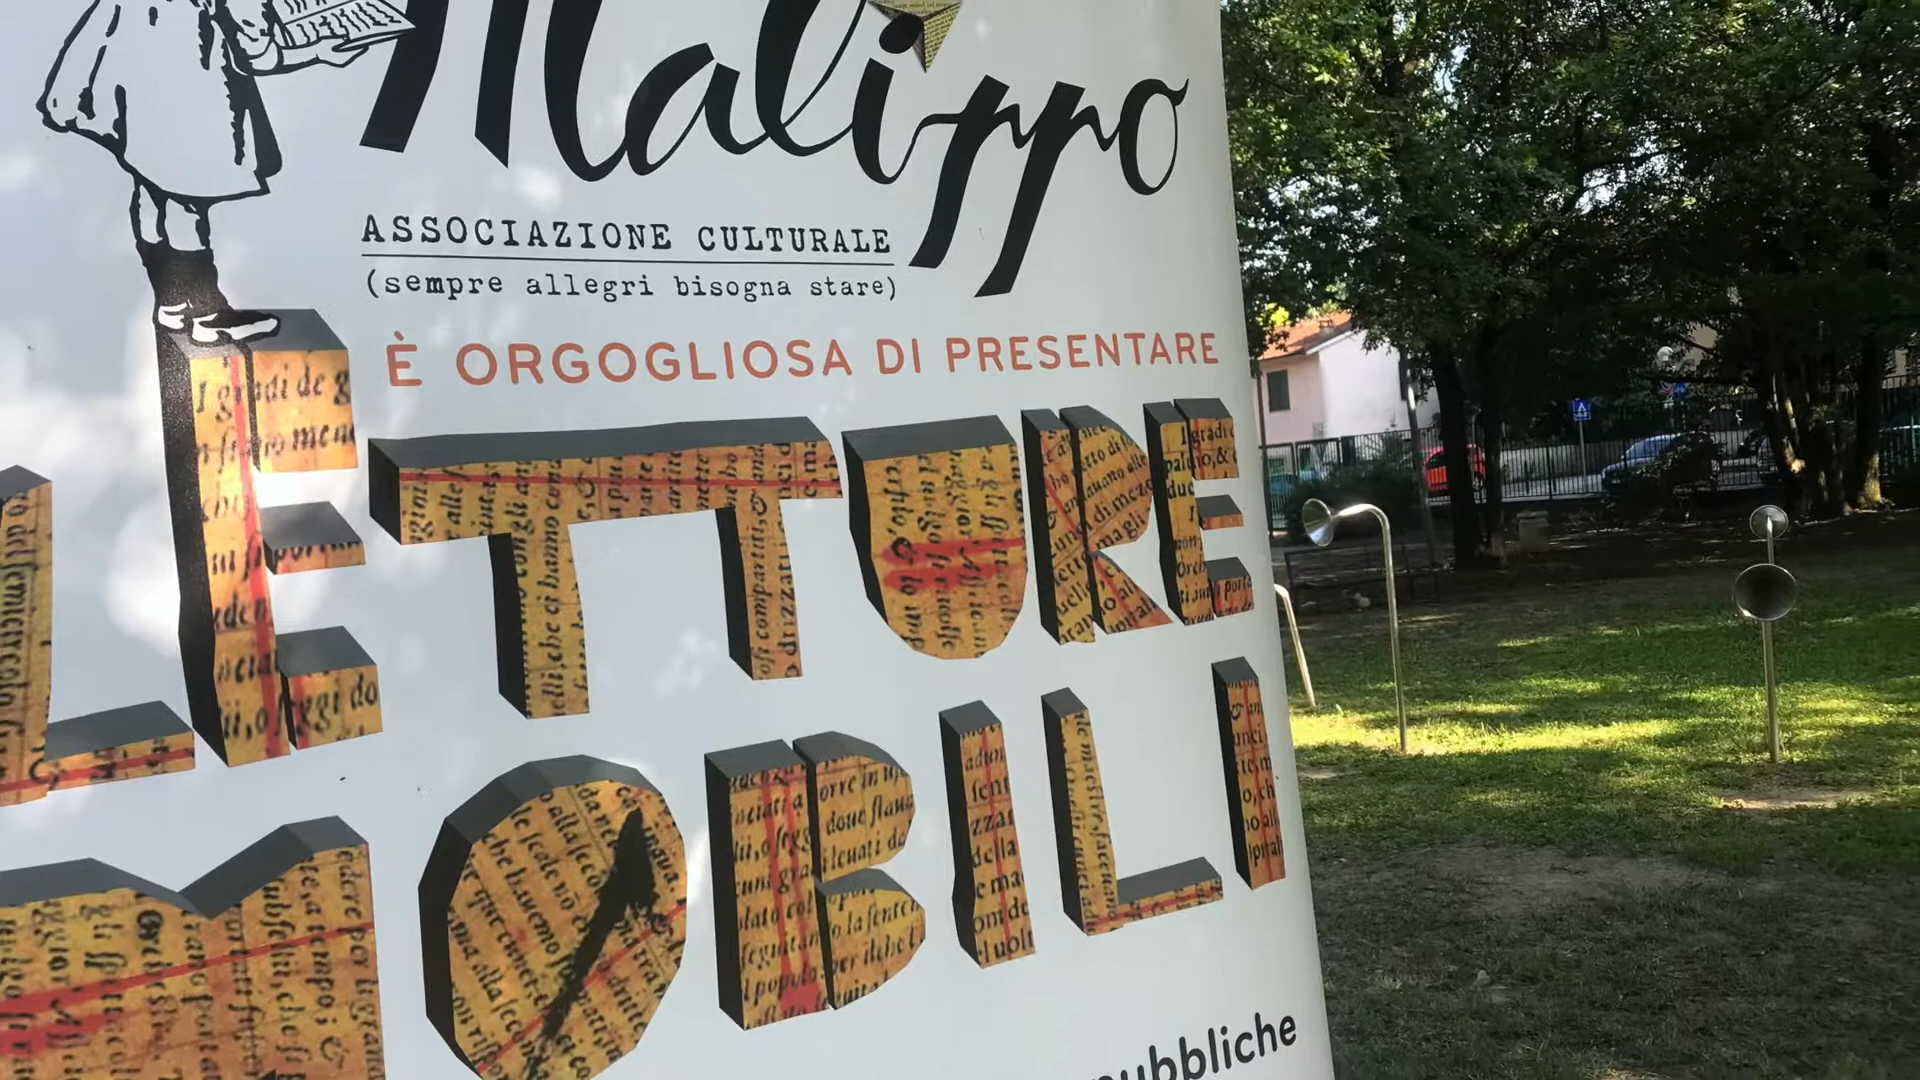 Malippo
ASSOCIAZIONE CULTURALE
(sempre allegri bisogna stare)
È ORGOGLIOSA DI PRESENTARE
LETTURE
MOBILI
pubbliche